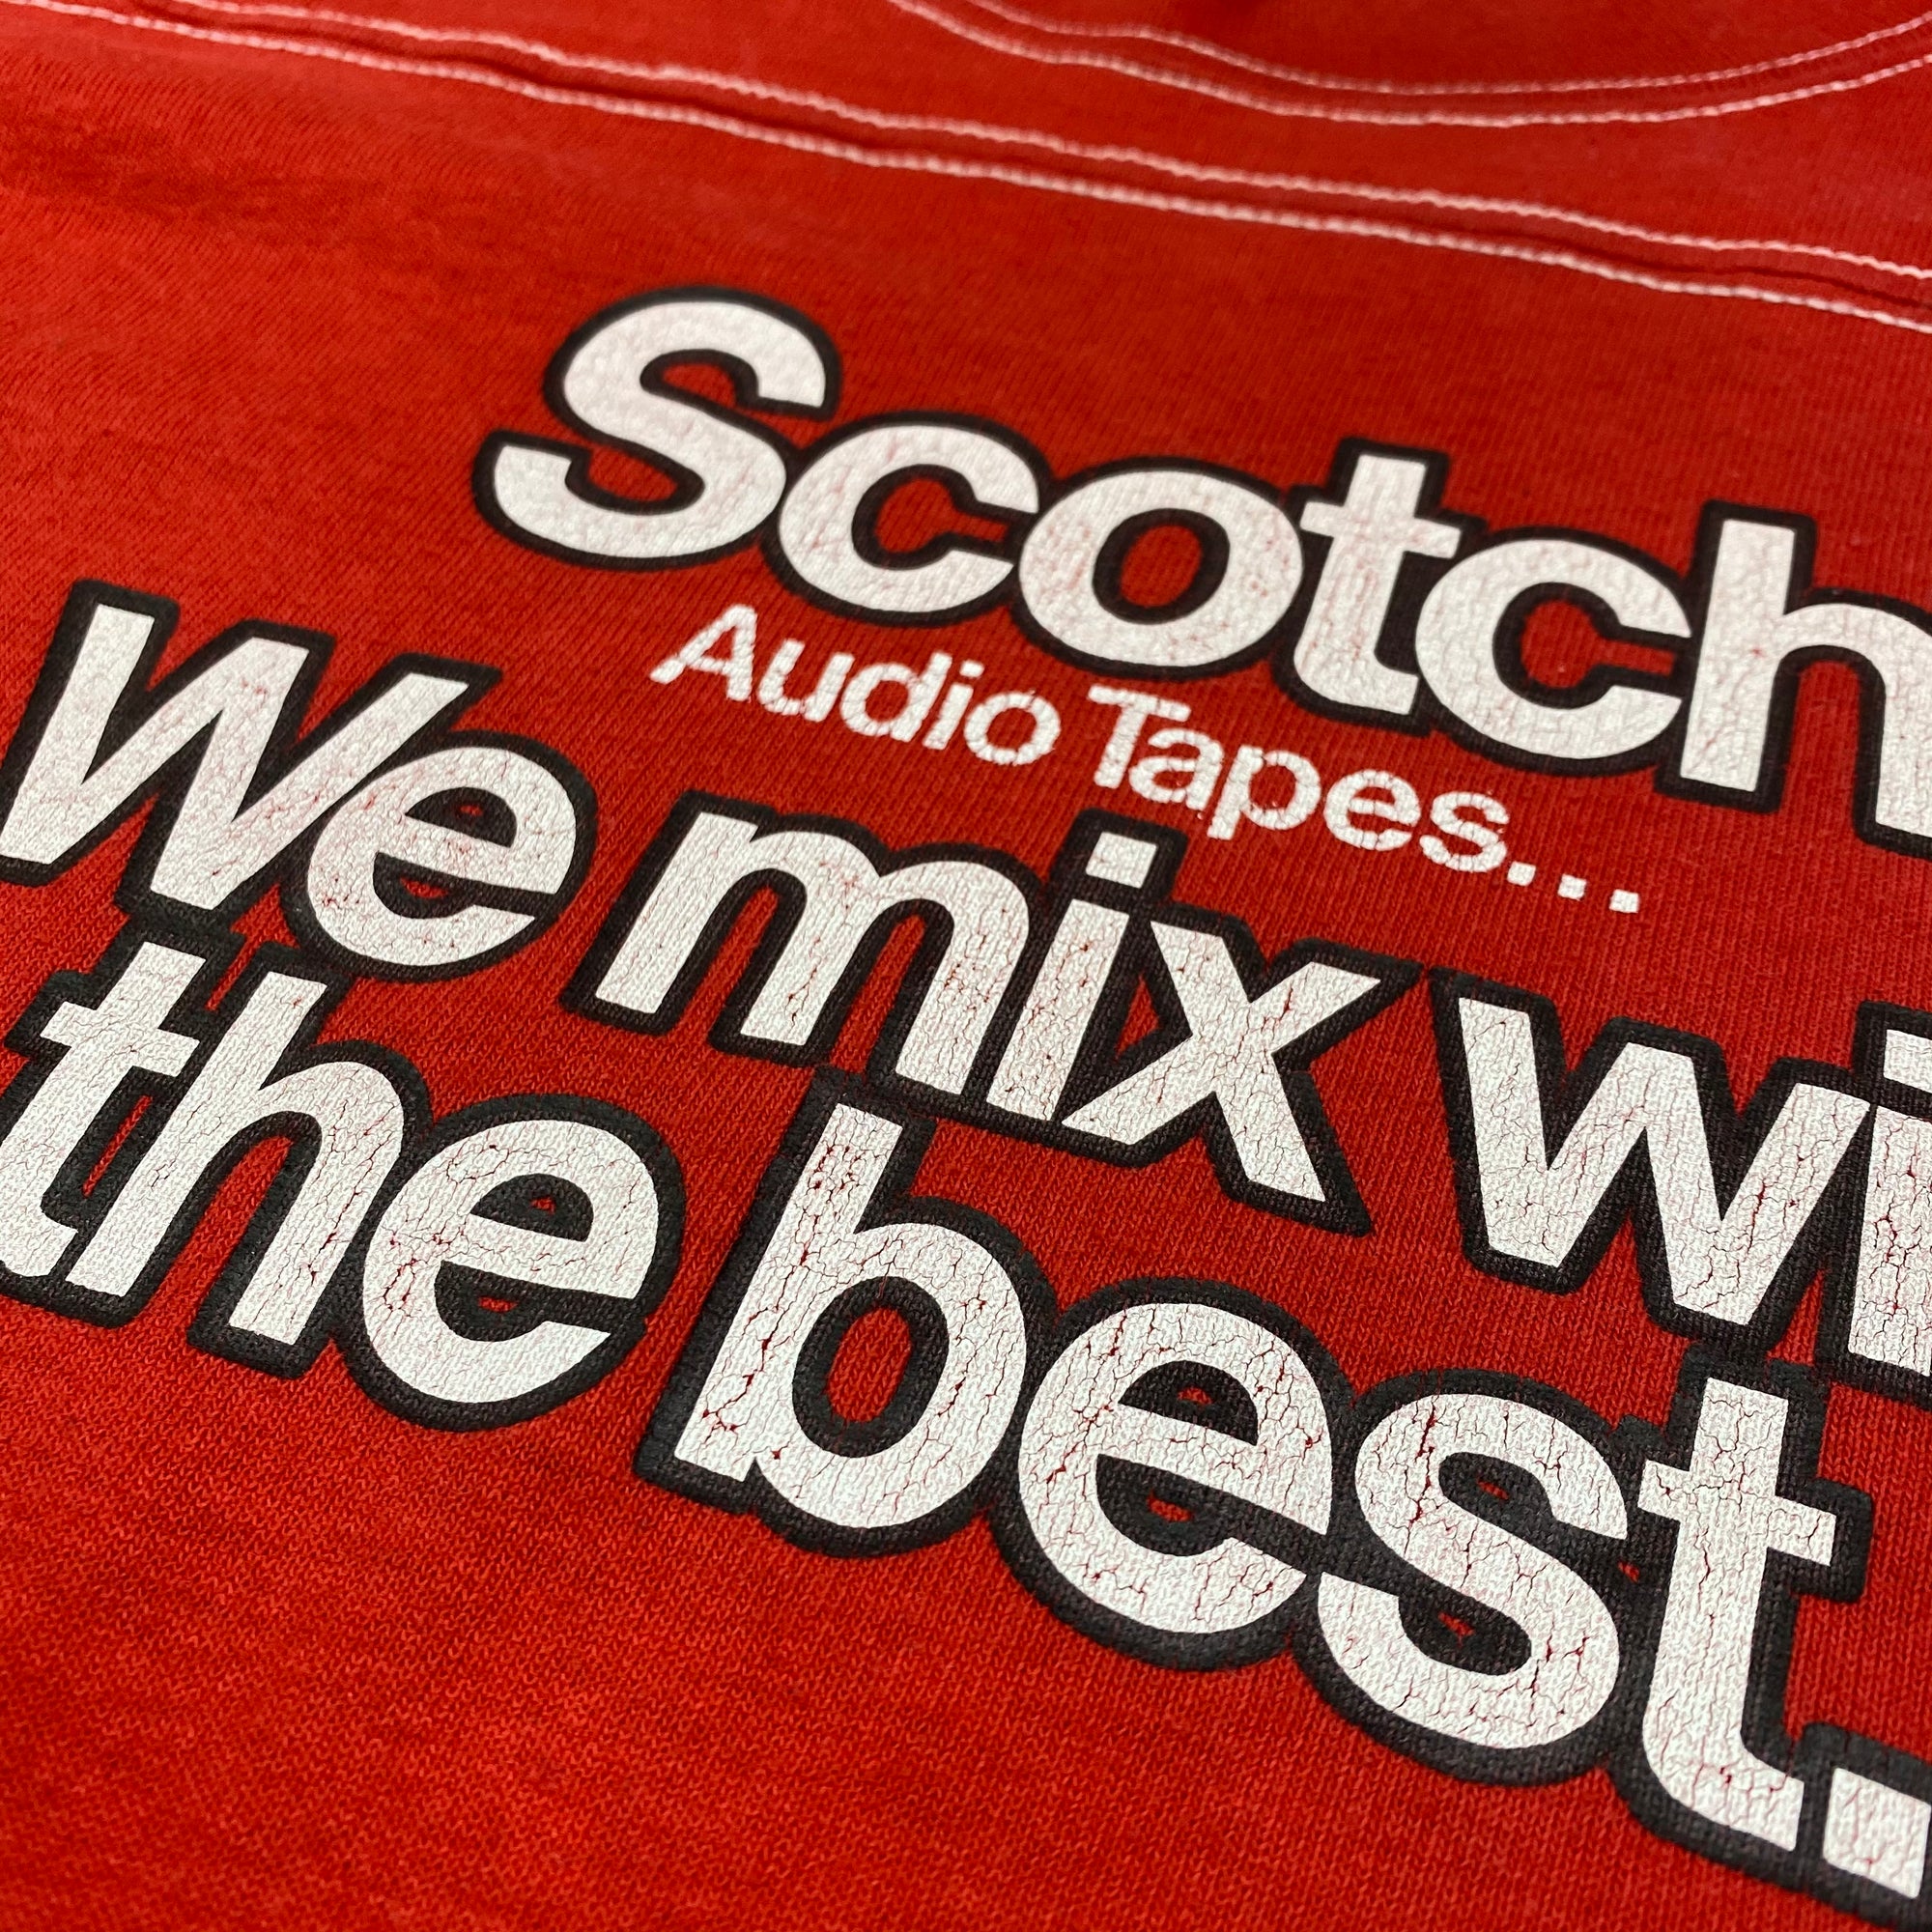 Scotch
Audio Tapes...
We mix wi
the best.